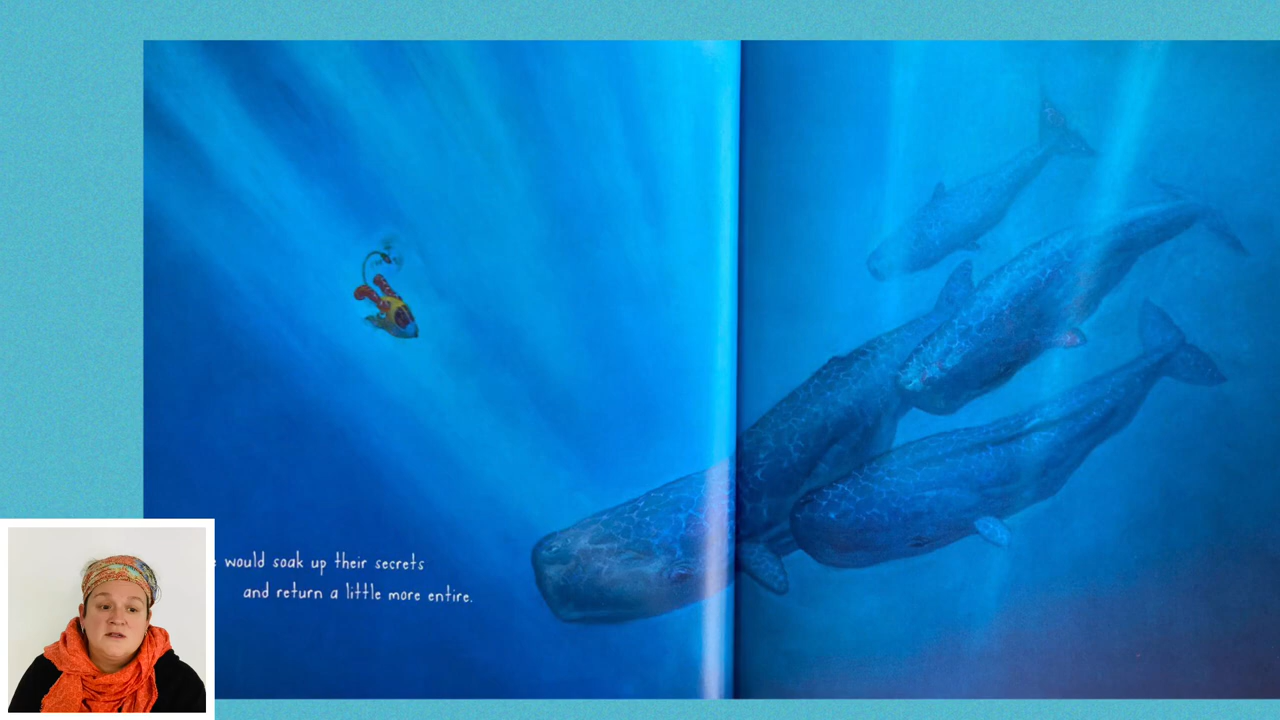 would soak up their secrets
and return a little more entire.